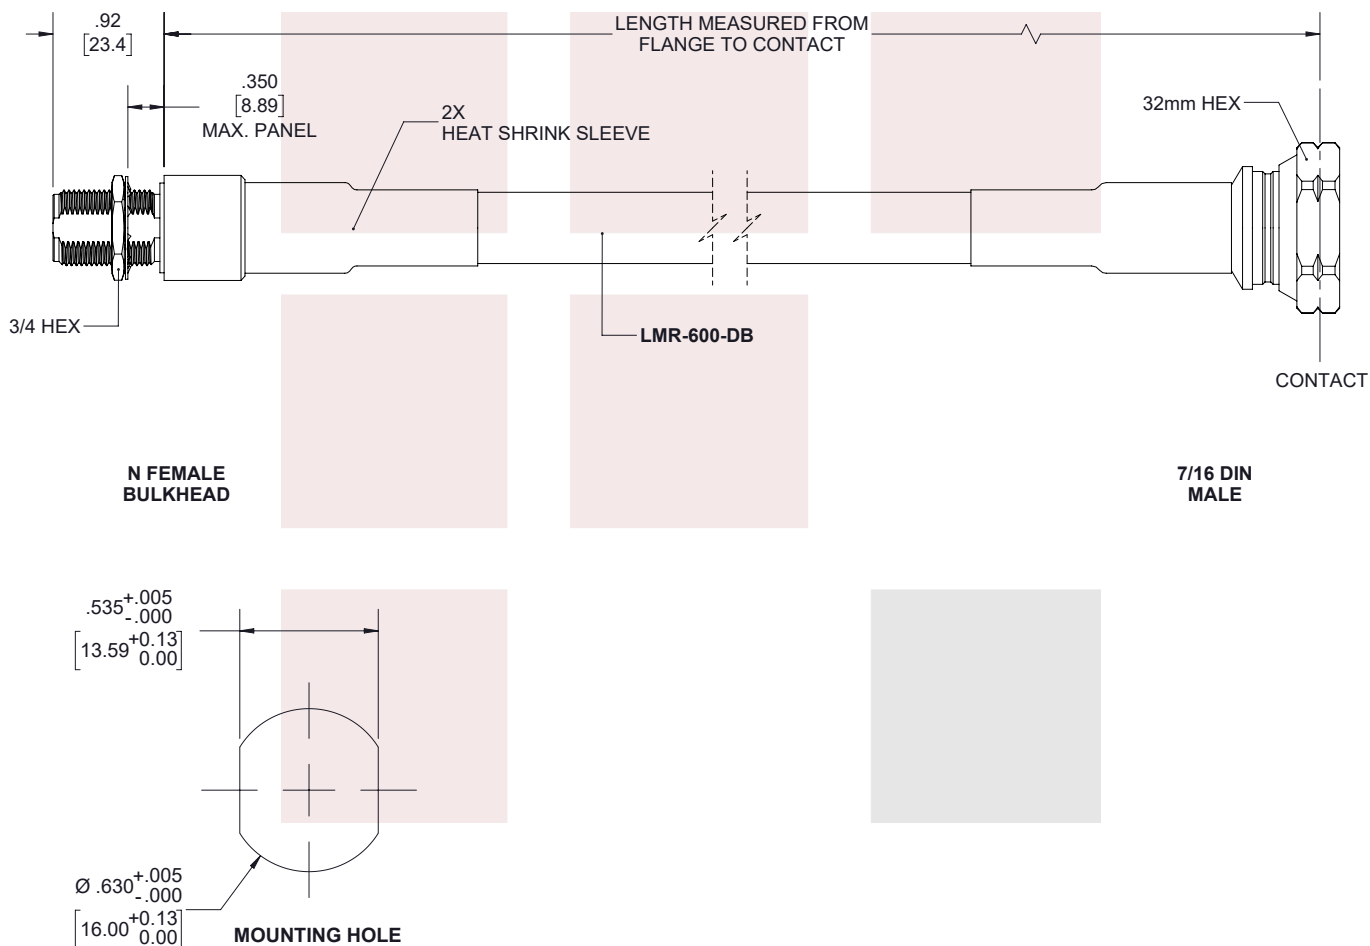 .92
[23.4]
LENGTH MEASURED FROM
FLANGE TO CONTACT
.350
[8.89]
MAX. PANEL
2X
HEAT SHRINK SLEEVE
32mm HEX
3/4 HEX
LMR-600-DB
CONTACT
N FEMALE
BULKHEAD
7/16 DIN
MALE
.535 +.005
-.000
[13.59 +0.13
0.00]
Ø .630 +.005
-.000
[16.00 +0.13
0.00]
MOUNTING HOLE